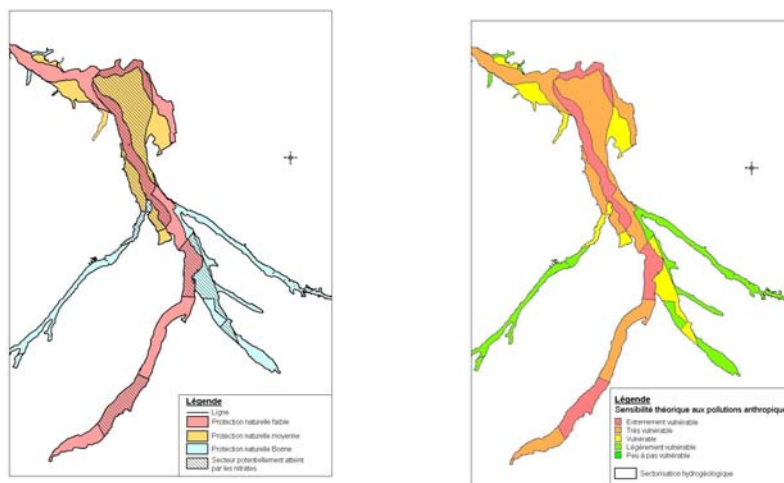 Légende
Ligne
Protection naturelle faible
Protection naturelle moyenne
Protection naturelle Bonne
Secteur potentiellement atteint
par les nitrates
Légende
Sensibilité théorique aux pollutions anthropique
Extrêmement vulnérable
Très vulnérable
Vulnérable
Légèrement vulnérable
Peu à pas vulnérable
Sectorisation hydrogéologique